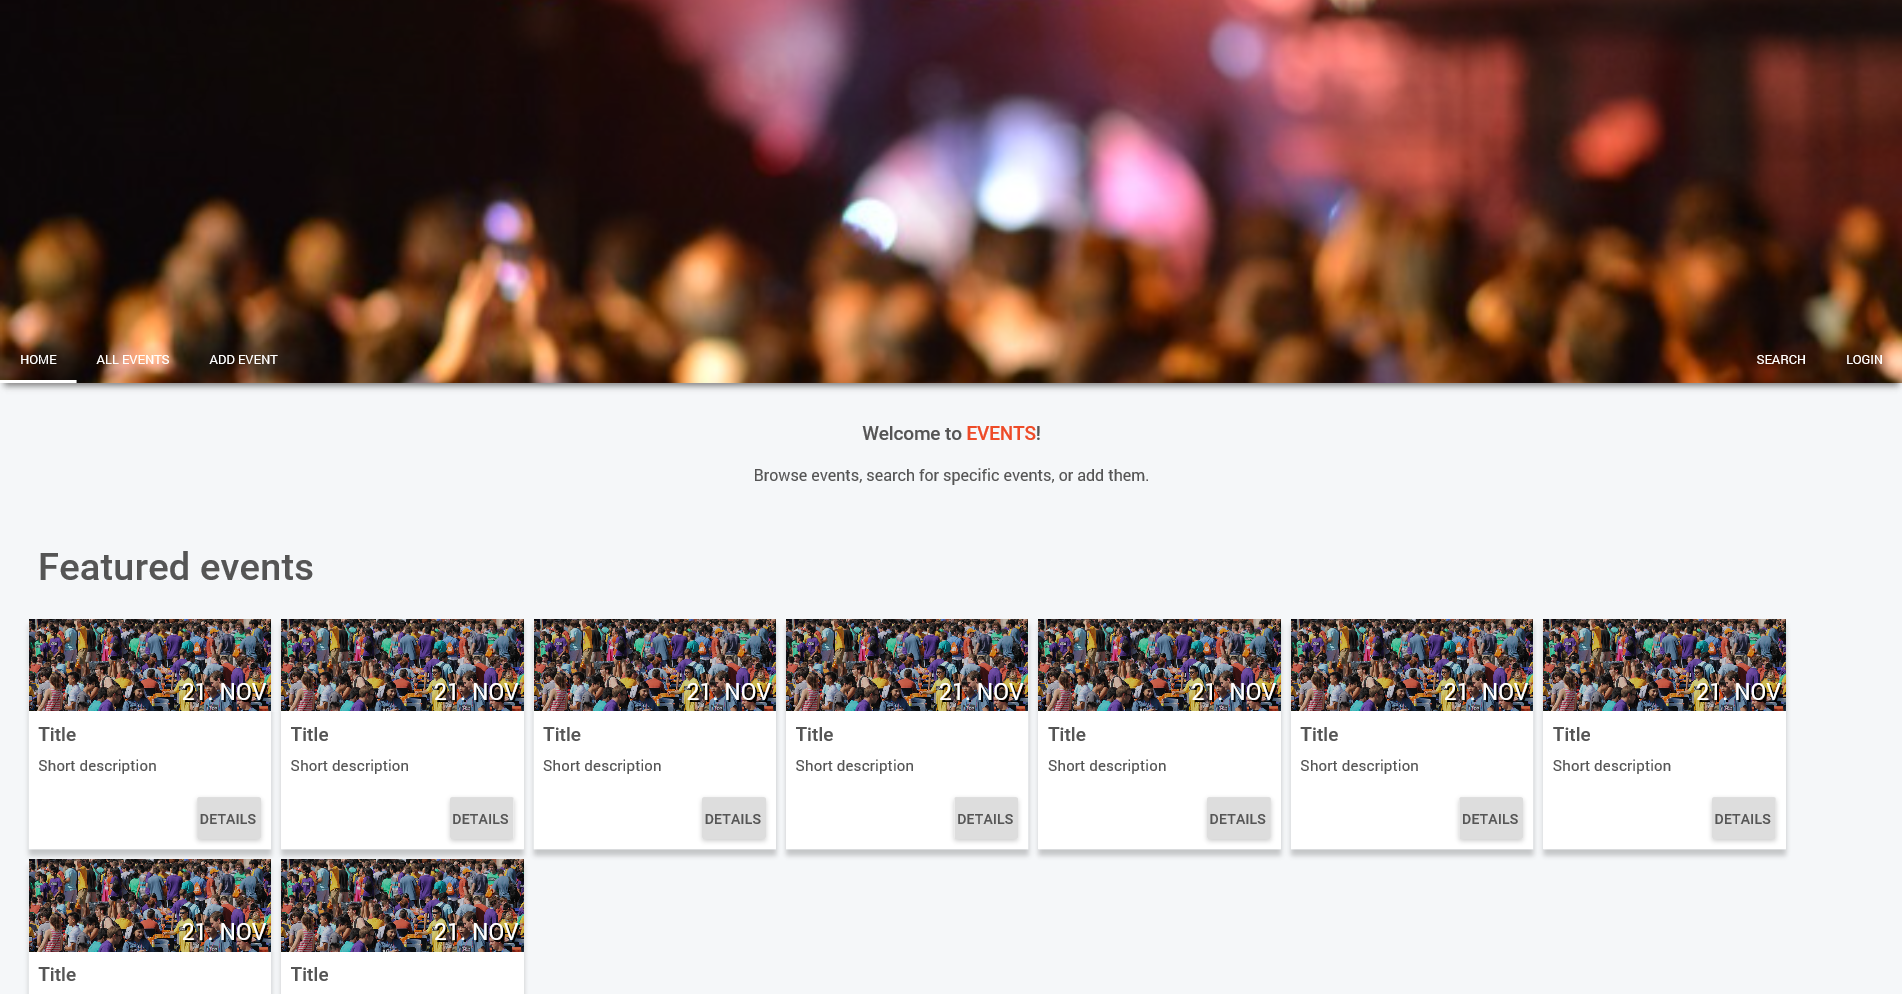 HOME ALL EVENTS ADD EVENT SEARCH LOGIN
Welcome to EVENTS!
Browse events, search for specific events, or add them.
Featured events
21. NOV 21. NOV 21. NOV 21. NOV 21. NOV 21. NOV 21. NOV
Title Title Title Title Title Title Title
Short description Short description Short description Short description Short description Short description Short description
DETAILS DETAILS DETAILS DETAILS DETAILS DETAILS DETAILS
21. NOV 21. NOV
Title Title